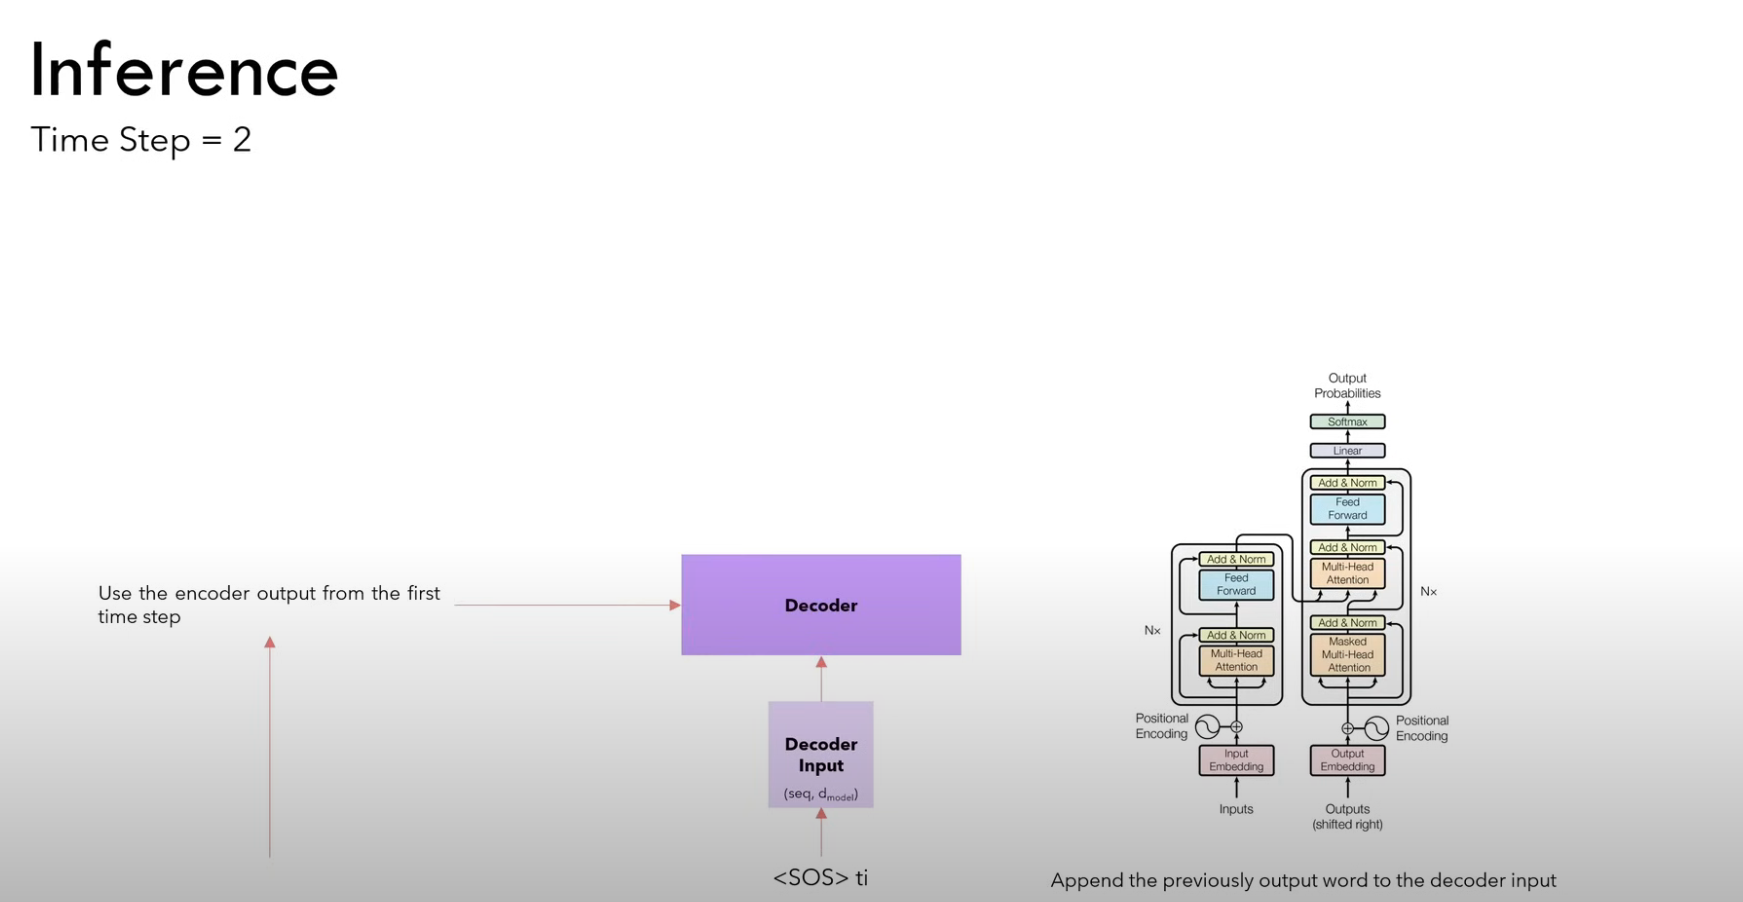 Inference
Time Step = 2
Use the encoder output from the first
time step
Decoder
Decoder
Input
(seq, dmodel)
<SOS> ti
Output
Probabilities
Softmax
Linear
Add & Norm
Feed
Forward
Add & Norm
Multi-Head
Attention
Nx
Add & Norm
Masked
Multi-Head
Attention
Add & Norm
Feed
Forward
Nx
Add & Norm
Multi-Head
Attention
Positional
Encoding
Positional
Encoding
Input
Embedding
Output
Embedding
Inputs
Outputs
(shifted right)
Append the previously output word to the decoder input